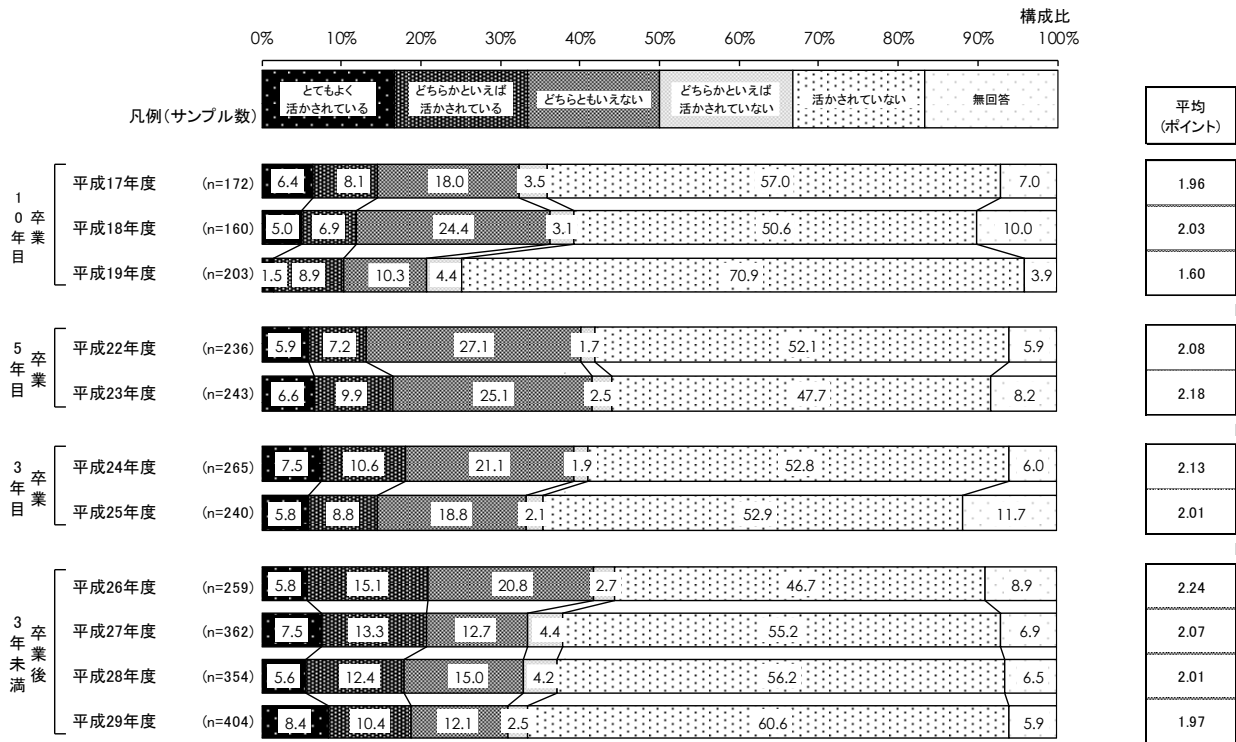 構成比
0% 10% 20% 30% 40% 50% 60% 70% 80% 90% 100%
凡例(サンプル数)
とてもよく
活かされている
どちらかといえば
活かされている
どちらともいえない
どちらかといえば
活かされていない
活かされていない
無回答
平均
(ポイント)
卒業
10年目
平成17年度 (n=172) 6.4 8.1 18.0 3.5 57.0 7.0 1.96
平成18年度 (n=160) 5.0 6.9 24.4 3.1 50.6 10.0 2.03
平成19年度 (n=203) 1.5 8.9 10.3 4.4 70.9 3.9 1.60
卒業
5年目
平成22年度 (n=236) 5.9 7.2 27.1 1.7 52.1 5.9 2.08
平成23年度 (n=243) 6.6 9.9 25.1 2.5 47.7 8.2 2.18
卒業
3年目
平成24年度 (n=265) 7.5 10.6 21.1 1.9 52.8 6.0 2.13
平成25年度 (n=240) 5.8 8.8 18.8 2.1 52.9 11.7 2.01
卒業後
3年未満
平成26年度 (n=259) 5.8 15.1 20.8 2.7 46.7 8.9 2.24
平成27年度 (n=362) 7.5 13.3 12.7 4.4 55.2 6.9 2.07
平成28年度 (n=354) 5.6 12.4 15.0 4.2 56.2 6.5 2.01
平成29年度 (n=404) 8.4 10.4 12.1 2.5 60.6 5.9 1.97